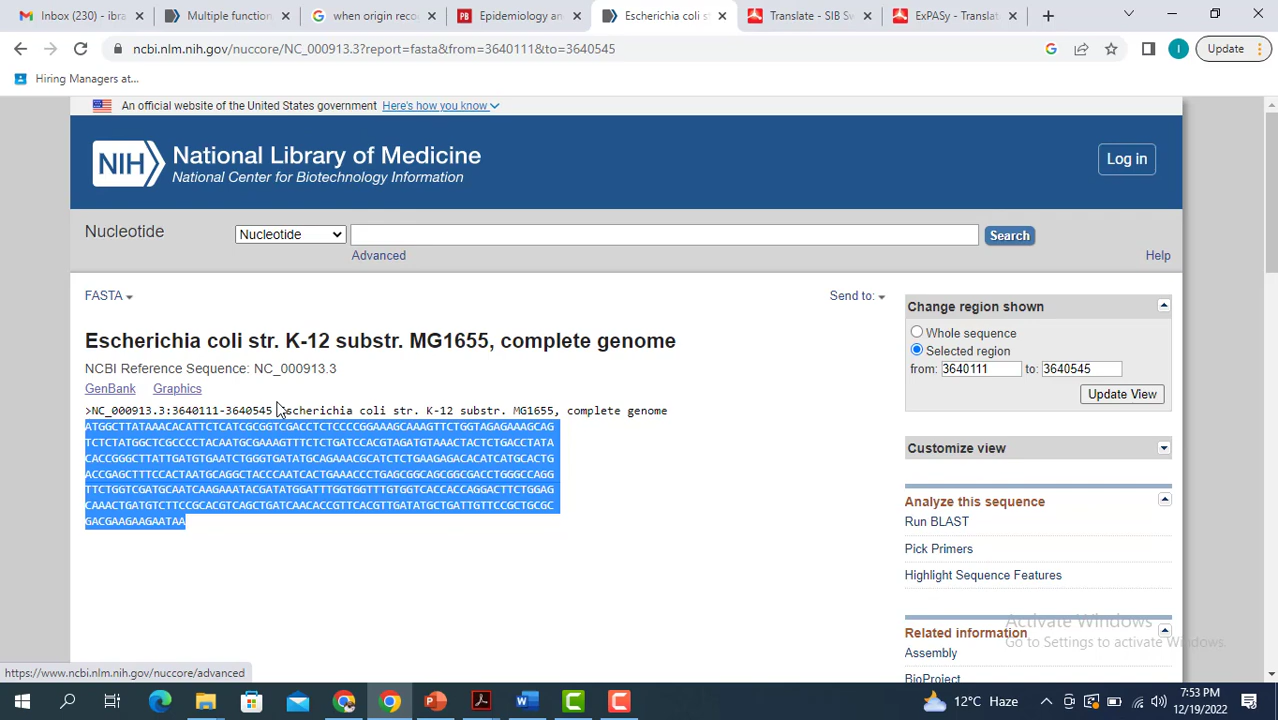 Inbox (230) - ibra
Multiple function
when origin reco
Epidemiology an
Escherichia coli s
Translate - SIB Sw
ExPASy - Translat
ncbi.nlm.nih.gov/nuccore/NC_000913.3?report=fasta&from=3640111&to=3640545
I
Update
Hiring Managers at...
An official website of the United States government Here's how you know
NIH National Library of Medicine
National Center for Biotechnology Information
Log in
Nucleotide
Nucleotide
Search
Advanced
Help
FASTA
Send to:
Escherichia coli str. K-12 substr. MG1655, complete genome
NCBI Reference Sequence: NC_000913.3
GenBank Graphics
>NC_000913.3:3640111-3640545 Escherichia coli str. K-12 substr. MG1655, complete genome
ATGGCTTATAAACACATTCTCATCGCGGTCGACCTCTCCCCGGAAAGCAAAGTTCTGGTAGAGAAAGCAG
TCTCTATGGCTCGCCCCTACAATGCGAAAGTTTCTCTGATCCACGTAGATGTAAACTACTCTGACCTATA
CACCGGGCTTATTGATGTGAATCTGGGTGATATGCAGAAACGCATCTCTGAAGAGACACATCATGCACTG
ACCGAGCTTTCCACTAATGCAGGCTACCCAATCACTGAAACCCTGAGCGGCAGCGGCGACCTGGGCCAGG
TTCTGGTCGATGCAATCAAGAAATACGATATGGATTTGGTGGTTTGTGGTCACCACCAGGACTTCTGGAG
CAAACTGATGTCTTCCGCACGTCAGCTGATCAACACCGTTCACGTTGATATGCTGATTGTTCCGCTGCGC
GACGAAGAAGAATAA
Change region shown
Whole sequence
Selected region
from: 3640111 to: 3640545
Update View
Customize view
Analyze this sequence
Run BLAST
Pick Primers
Highlight Sequence Features
Related information
Assembly
BioProject
Activate Windows
Go to Settings to activate Windows.
https://www.ncbi.nlm.nih.gov/nuccore/advanced
12°C Haze
7:53 PM
12/19/2022